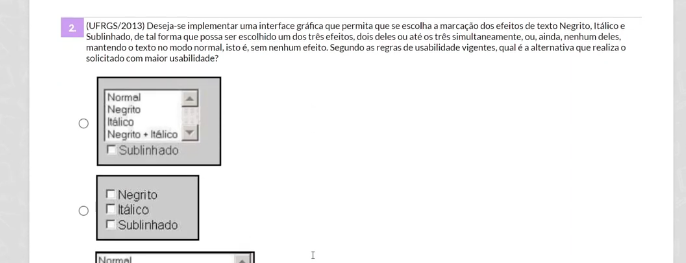 2. (UFRGS/2013) Deseja-se implementar uma interface gráfica que permita que se escolha a marcação dos efeitos de texto Negrito, Itálico e
Sublinhado, de tal forma que possa ser escolhido um dos três efeitos, dois deles ou até os três simultaneamente, ou, ainda, nenhum deles,
mantendo o texto no modo normal, isto é, sem nenhum efeito. Segundo as regras de usabilidade vigentes, qual é a alternativa que realiza o
solicitado com maior usabilidade?
Normal
Negrito
Itálico
Negrito + Itálico
Sublinhado
Negrito
Itálico
Sublinhado
Normal